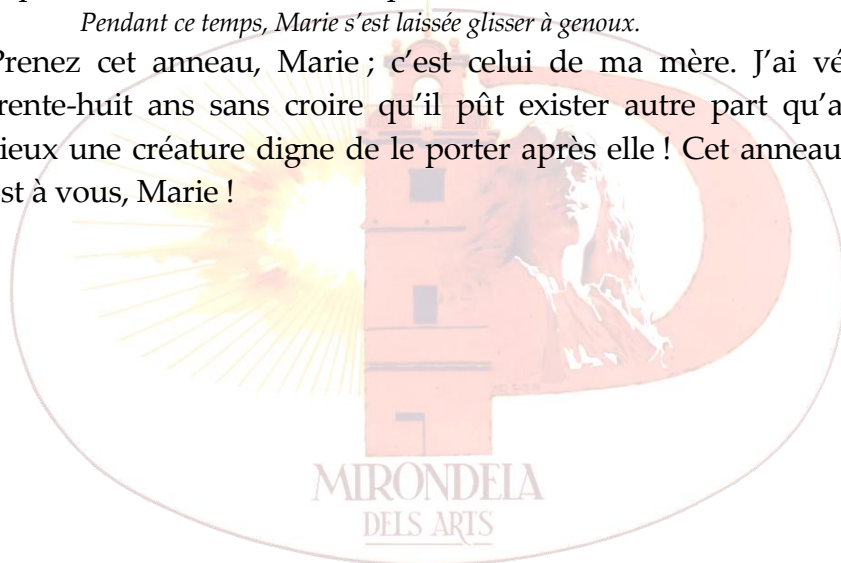 Pendant ce temps, Marie s’est laissée glisser à genoux.
Prenez cet anneau, Marie ; c’est celui de ma mère. J’ai vé
rente-huit ans sans croire qu’il pût exister autre part qu’a
ieux une créature digne de le porter après elle ! Cet anneau
st à vous, Marie !
MIRONDELA
DELS ARTS